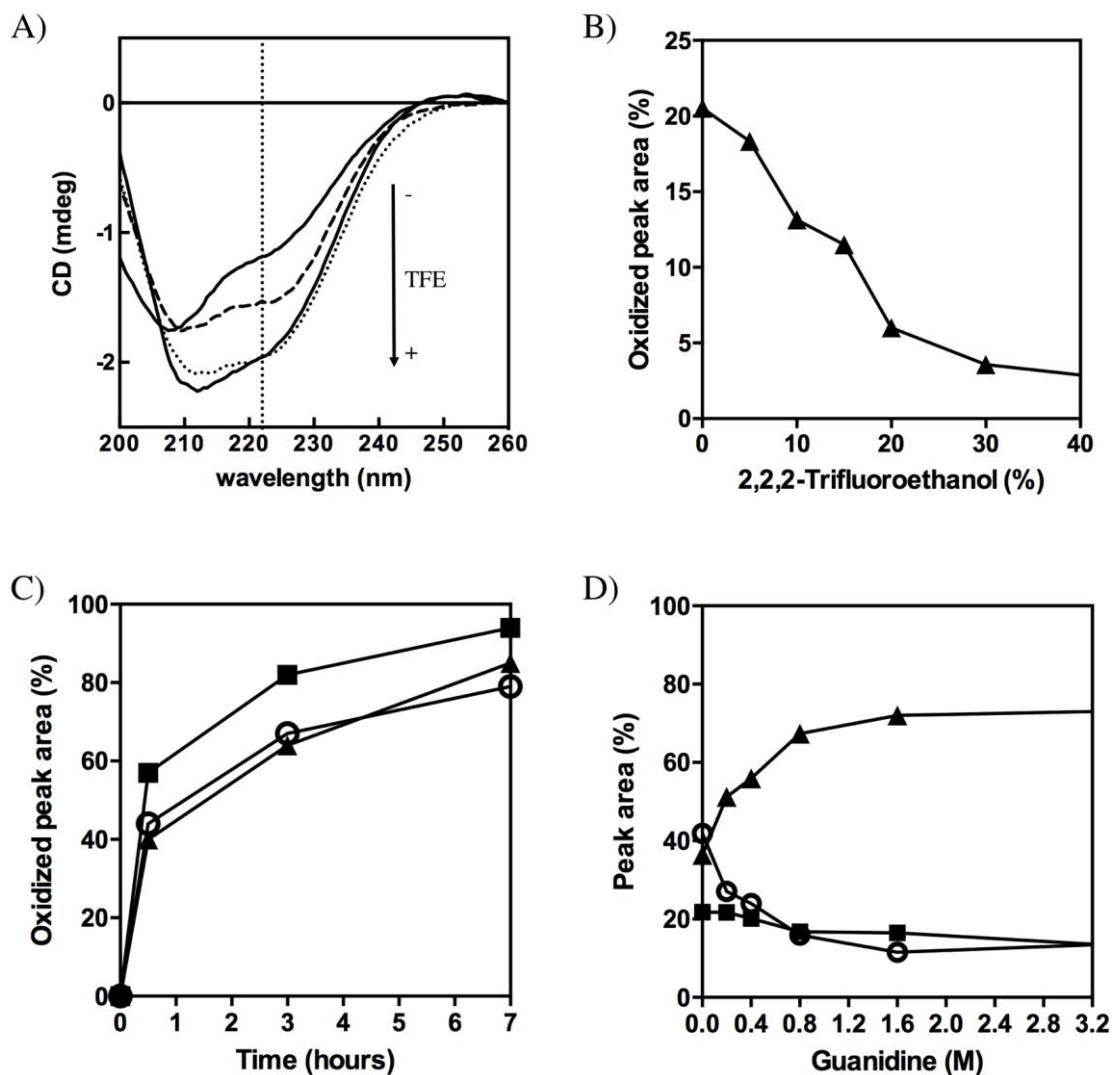 A)
0
-1
-2
CD (mdeg)
-
TFE
+
200 210 220 230 240 250 260
wavelength (nm)
B)
25
20
15
10
5
0
Oxidized peak area (%)
0 10 20 30 40
2,2,2-Trifluoroethanol (%)
C)
100
80
60
40
20
0
Oxidized peak area (%)
0 1 2 3 4 5 6 7
Time (hours)
D)
100
80
60
40
20
0
Peak area (%)
0.0 0.4 0.8 1.2 1.6 2.0 2.4 2.8 3.2
Guanidine (M)